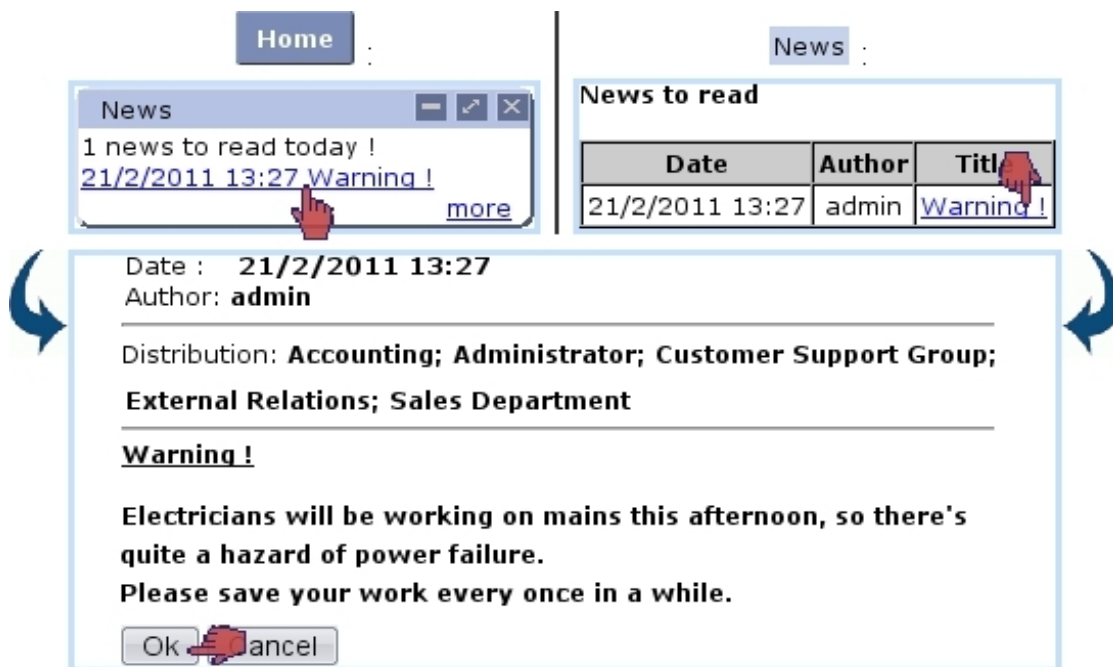 Home :
News
1 news to read today !
21/2/2011 13:27 Warning !
more
News :
News to read
Date Author Title
21/2/2011 13:27 admin Warning !
Date : 21/2/2011 13:27
Author: admin
Distribution: Accounting; Administrator; Customer Support Group;
External Relations; Sales Department
Warning !
Electricians will be working on mains this afternoon, so there's
quite a hazard of power failure.
Please save your work every once in a while.
Ok Cancel